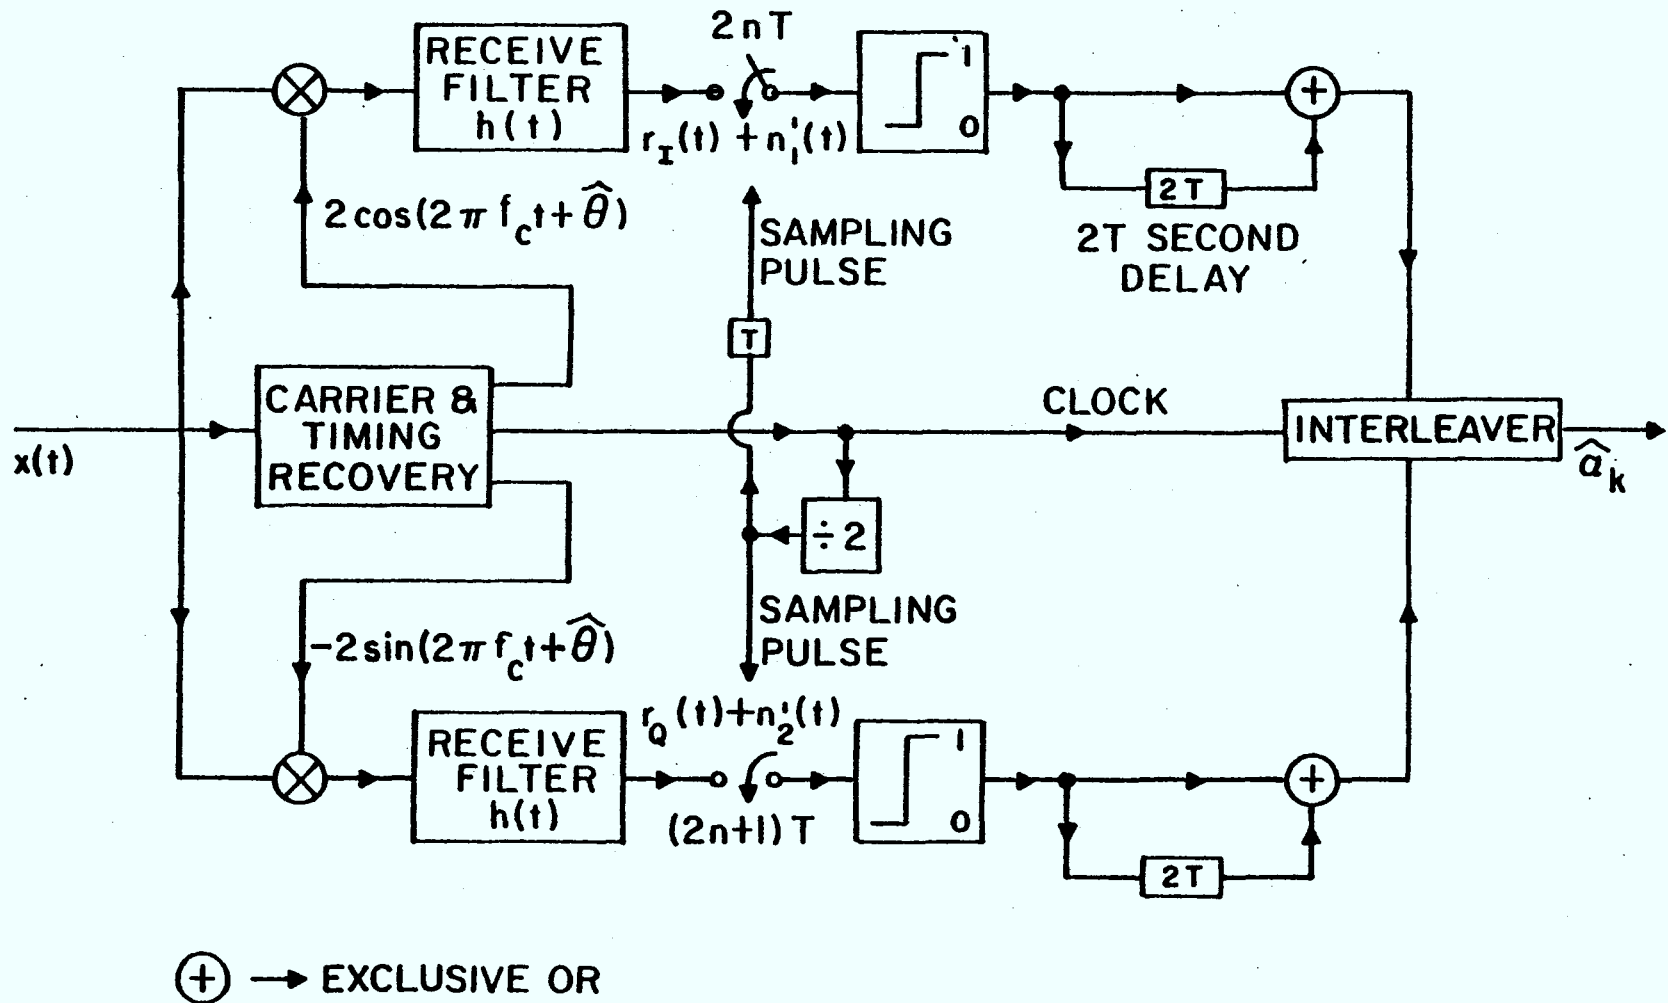 2nT
RECEIVE
FILTER
h(t)
r_I(t) + n'_1(t)
1
0
+
2T
2T SECOND
DELAY
2cos(2π f_c t + θ̂)
SAMPLING
PULSE
T
x(t)
CARRIER &
TIMING
RECOVERY
CLOCK
INTERLEAVER
α̂_k
÷2
SAMPLING
PULSE
-2sin(2π f_c t + θ̂)
RECEIVE
FILTER
h(t)
r_Q(t)+n'_2(t)
(2n+1)T
1
0
+
2T
+ → EXCLUSIVE OR